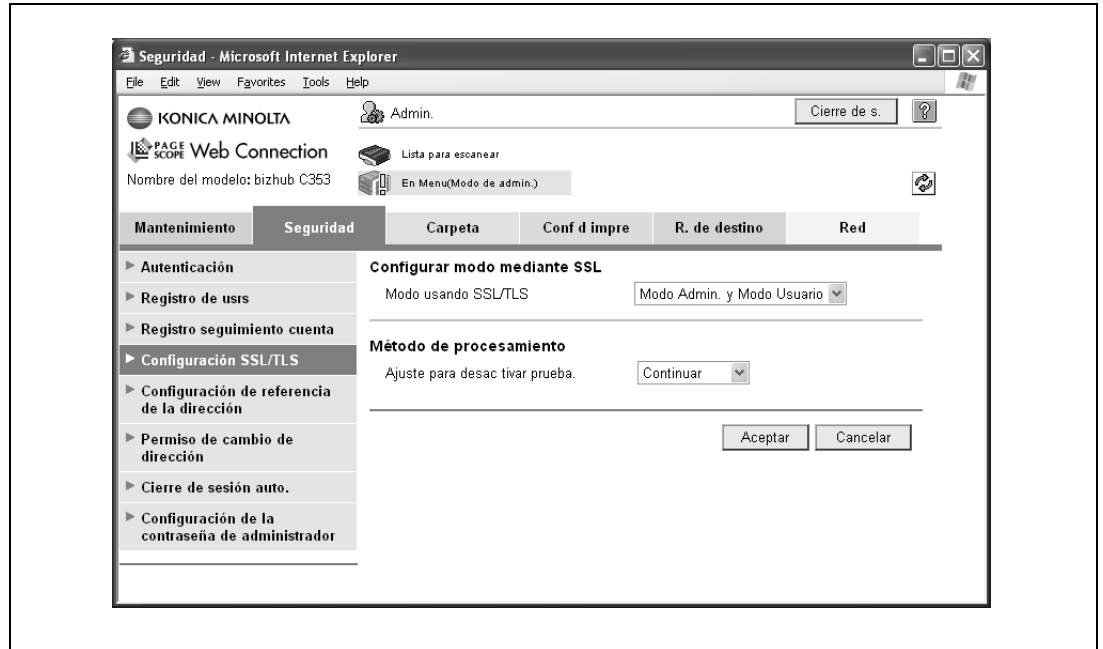 Seguridad - Microsoft Internet Explorer
File Edit View Favorites Tools Help
KONICA MINOLTA
Admin.
Cierre de s.
?
PAGE SCOPE Web Connection
Lista para escanear
Nombre del modelo: bizhub C353
En Menu(Modo de admin.)
Mantenimiento Seguridad Carpeta Conf d impre R. de destino Red
Autenticación
Registro de usrs
Registro seguimiento cuenta
Configuración SSL/TLS
Configuración de referencia
de la dirección
Permiso de cambio de
dirección
Cierre de sesión auto.
Configuración de la
contraseña de administrador
Configurar modo mediante SSL
Modo usando SSL/TLS Modo Admin. y Modo Usuario
Método de procesamiento
Ajuste para desac tivar prueba. Continuar
Aceptar Cancelar